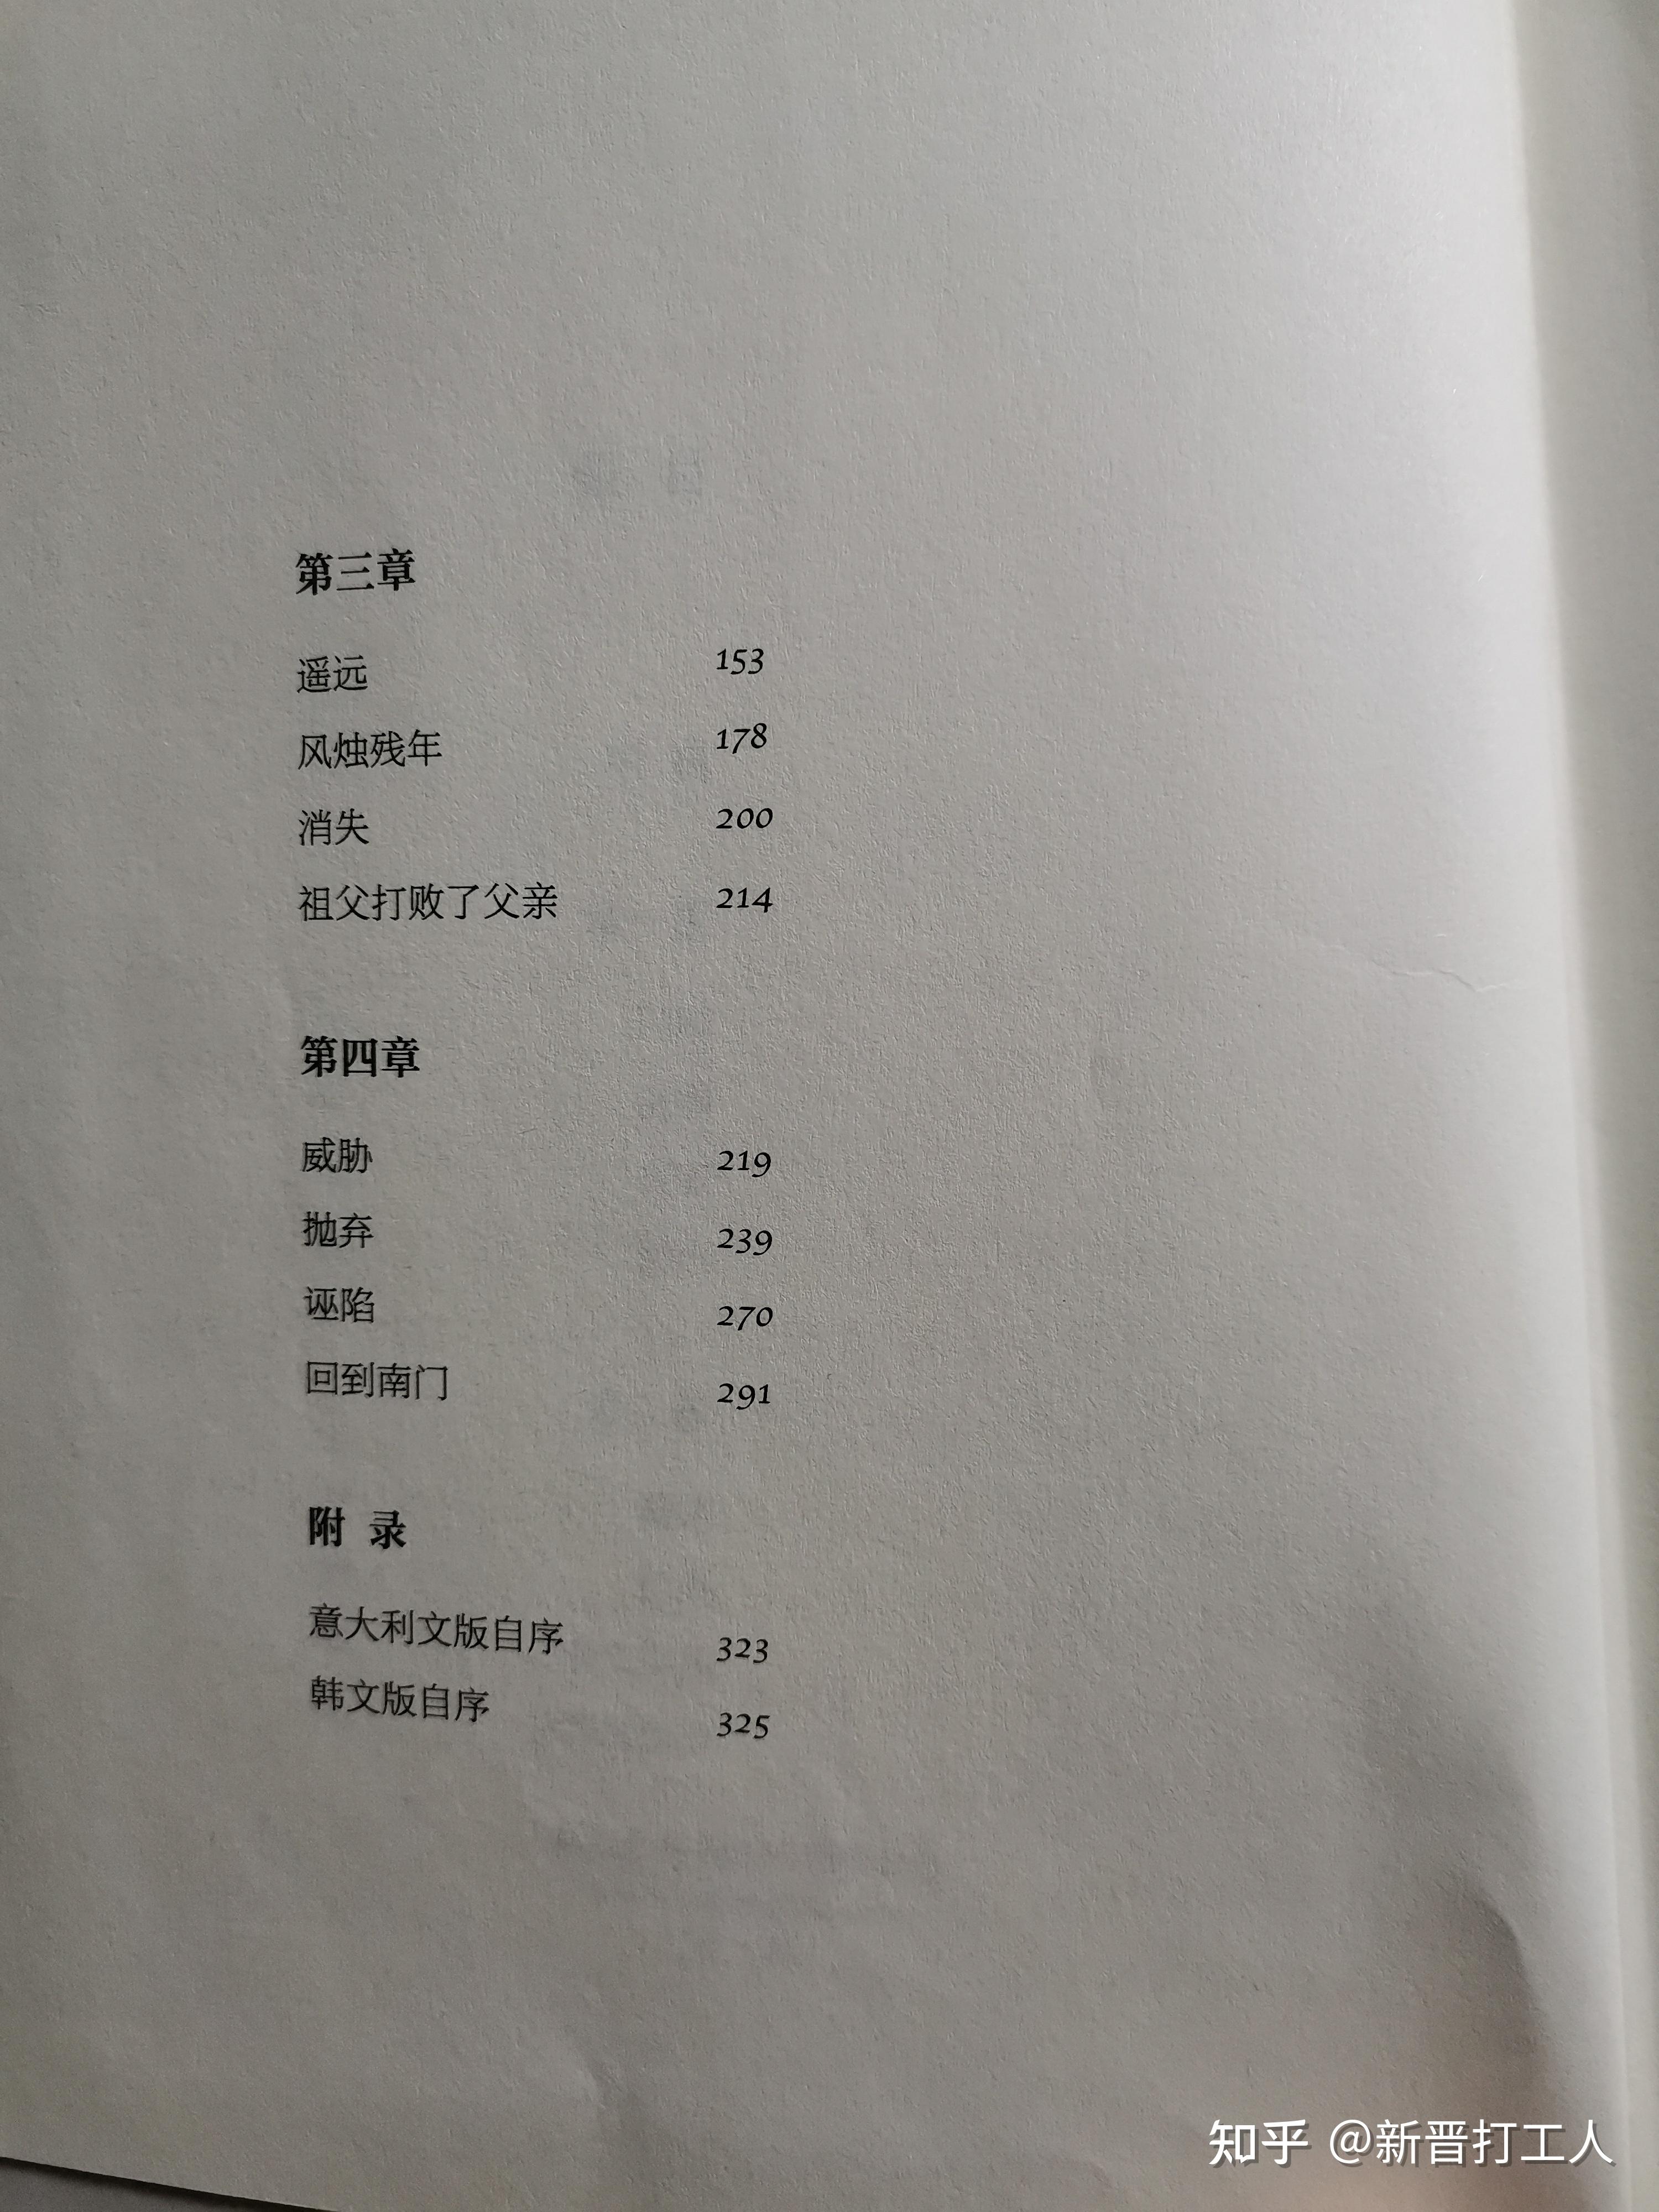 第三章
遥远 153
风烛残年 178
消失 200
祖父打败了父亲 214
第四章
威胁 219
抛弃 239
诬陷 270
回到南门 291
附 录
意大利文版自序 323
韩文版自序 325
知乎 @新晋打工人